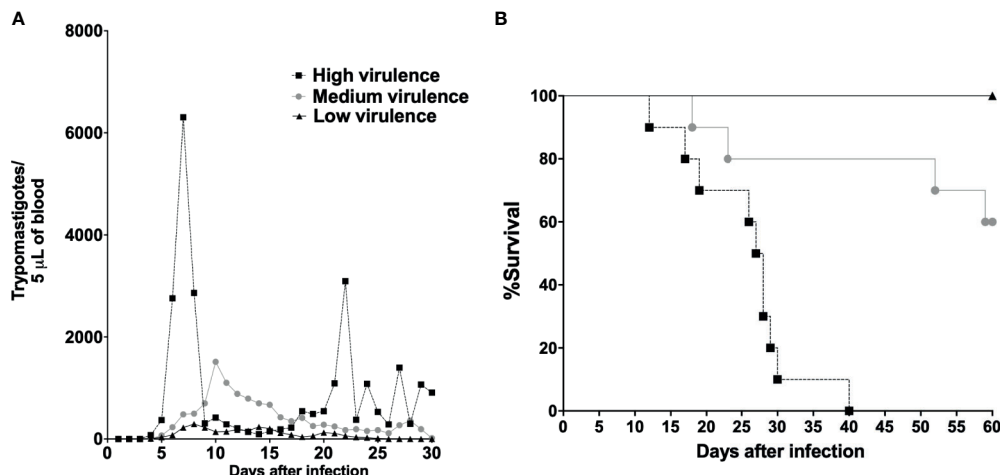 A
8000
6000
4000
2000
0
Trypomastigotes/
5 μL of blood
High virulence
Medium virulence
Low virulence
0 5 10 15 20 25 30
Days after infection
B
100
80
60
40
20
0
%Survival
0 5 10 15 20 25 30 35 40 45 50 55 60
Days after infection